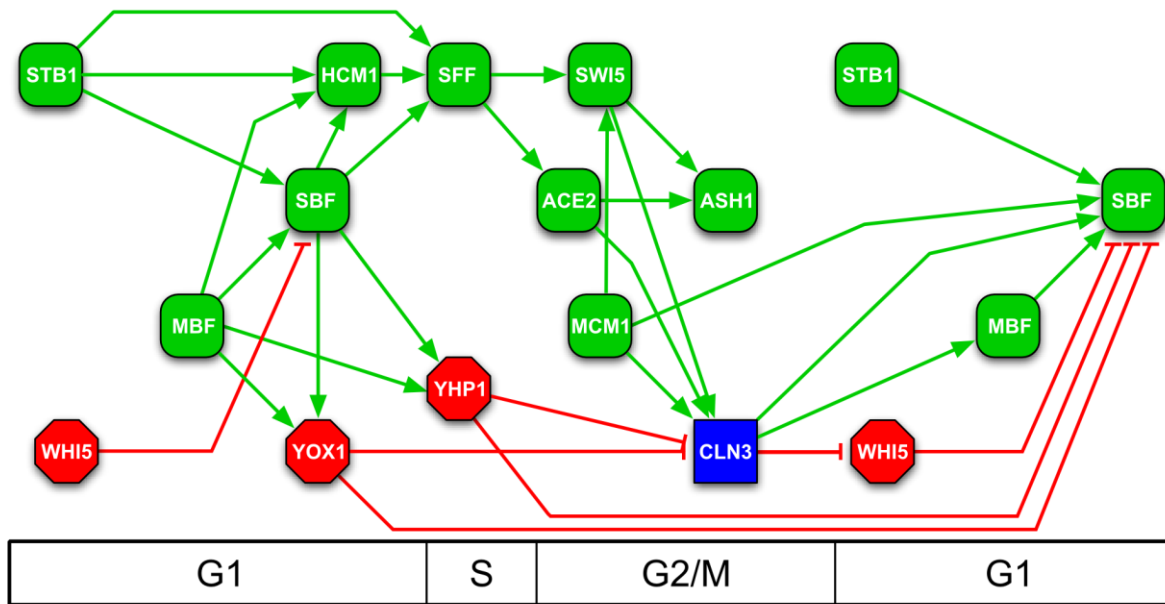 STB1
HCM1
SFF
SWI5
STB1
SBF
ACE2
ASH1
SBF
MBF
MCM1
MBF
YHP1
WHI5
YOX1
CLN3
WHI5
G1
S
G2/M
G1